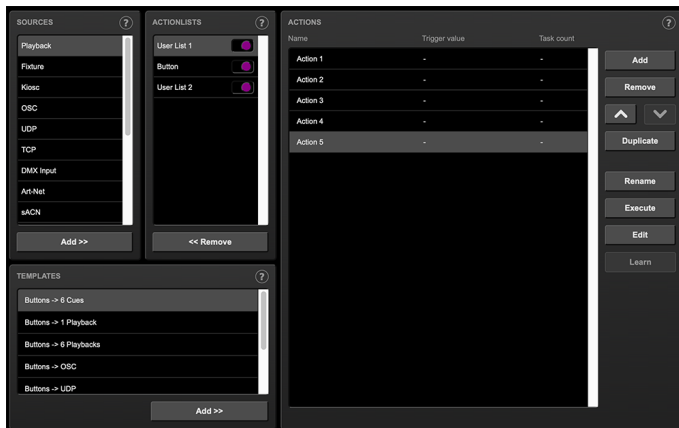 SOURCES ?
Playback
Fixture
Kiosc
OSC
UDP
TCP
DMX Input
Art-Net
sACN
Add >>
ACTIONLISTS ?
User List 1
Button
User List 2
<< Remove
TEMPLATES ?
Buttons -> 6 Cues
Buttons -> 1 Playback
Buttons -> 6 Playbacks
Buttons -> OSC
Buttons -> UDP
Add >>
ACTIONS ?
Name Trigger value Task count
Action 1 - -
Action 2 - -
Action 3 - -
Action 4 - -
Action 5 - -
Add
Remove
Duplicate
Rename
Execute
Edit
Learn